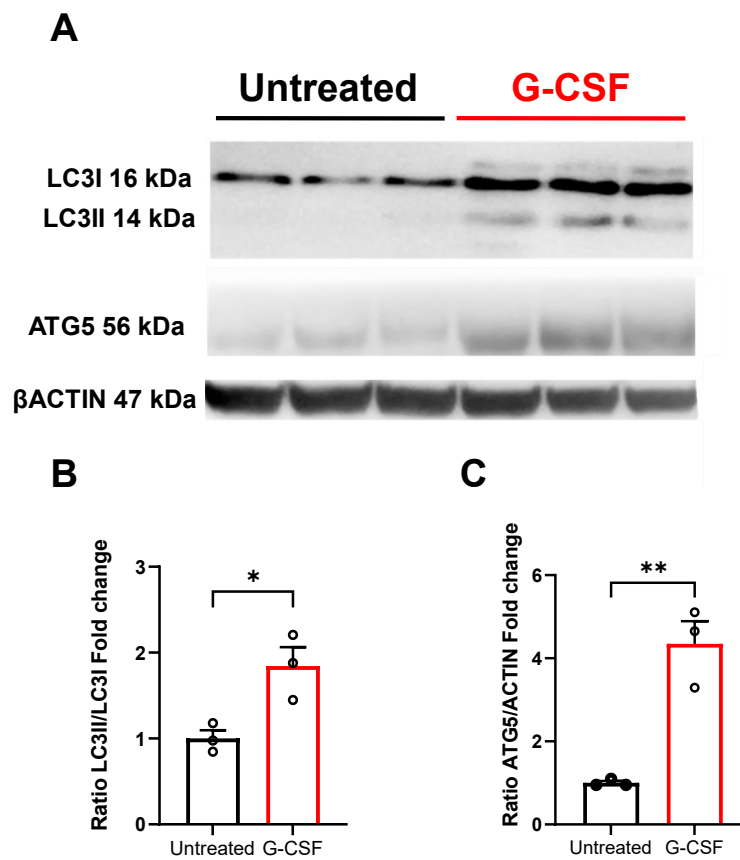 A
Untreated G-CSF
LC3I 16 kDa
LC3II 14 kDa
ATG5 56 kDa
βACTIN 47 kDa
B
Ratio LC3II/LC3I Fold change
3
2
1
0
*
Untreated G-CSF
C
Ratio ATG5/ACTIN Fold change
6
4
2
0
**
Untreated G-CSF